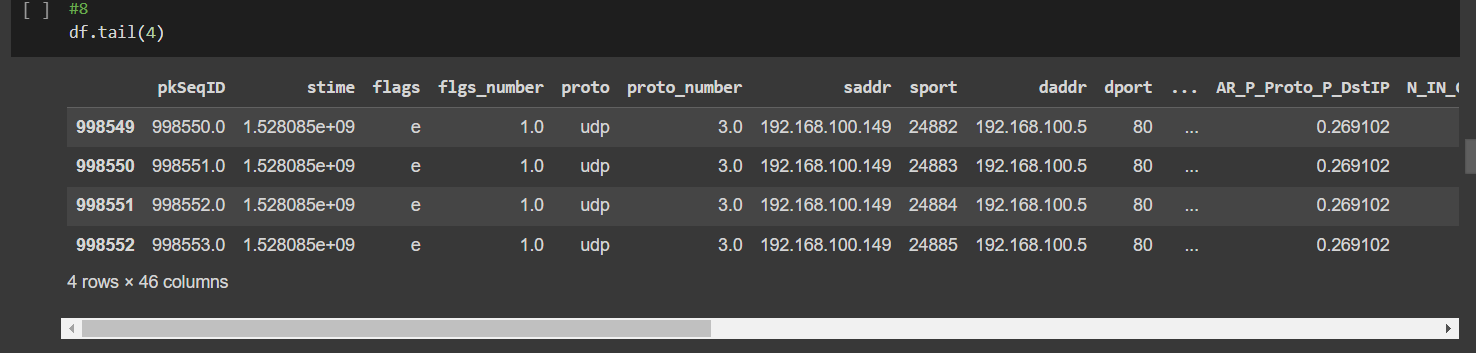 [ ] #8
df.tail(4)
pkSeqID stime flags flgs_number proto proto_number saddr sport daddr dport ... AR_P_Proto_P_DstIP N_IN_
998549 998550.0 1.528085e+09 e 1.0 udp 3.0 192.168.100.149 24882 192.168.100.5 80 ... 0.269102
998550 998551.0 1.528085e+09 e 1.0 udp 3.0 192.168.100.149 24883 192.168.100.5 80 ... 0.269102
998551 998552.0 1.528085e+09 e 1.0 udp 3.0 192.168.100.149 24884 192.168.100.5 80 ... 0.269102
998552 998553.0 1.528085e+09 e 1.0 udp 3.0 192.168.100.149 24885 192.168.100.5 80 ... 0.269102
4 rows × 46 columns